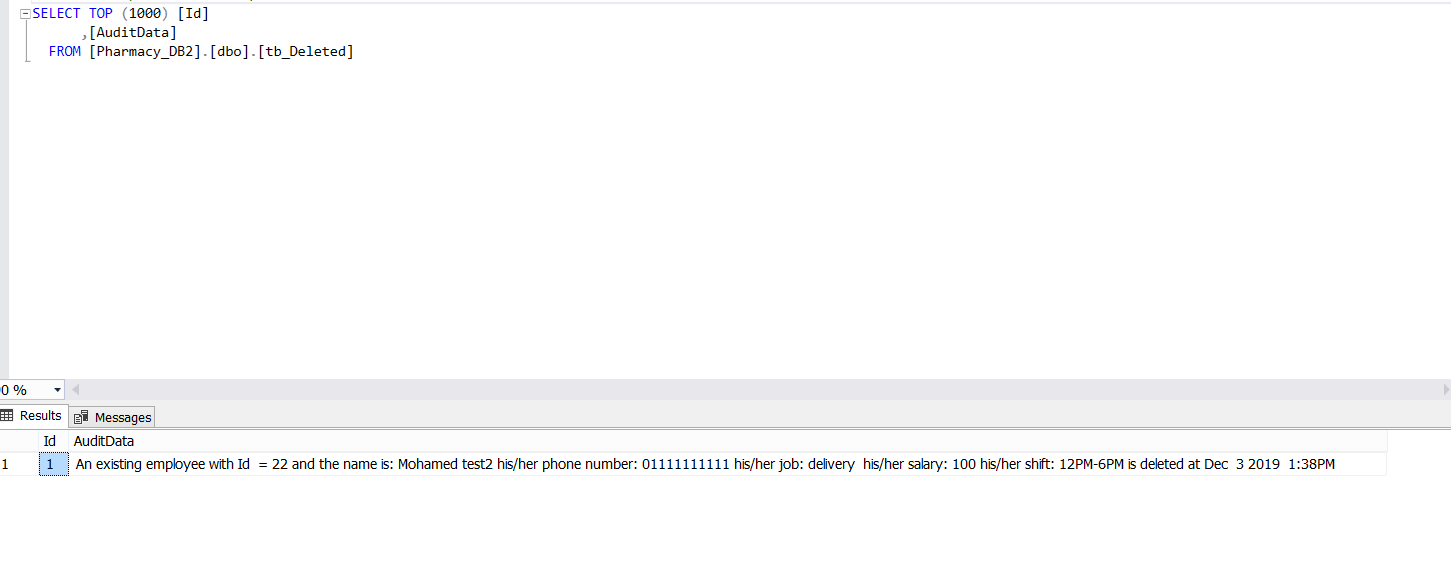 SELECT TOP (1000) [Id]
,[AuditData]
FROM [Pharmacy_DB2].[dbo].[tb_Deleted]
0 %
Results Messages
Id AuditData
1 1 An existing employee with Id  = 22 and the name is: Mohamed test2 his/her phone number: 01111111111 his/her job: delivery  his/her salary: 100 his/her shift: 12PM-6PM is deleted at Dec  3 2019  1:38PM